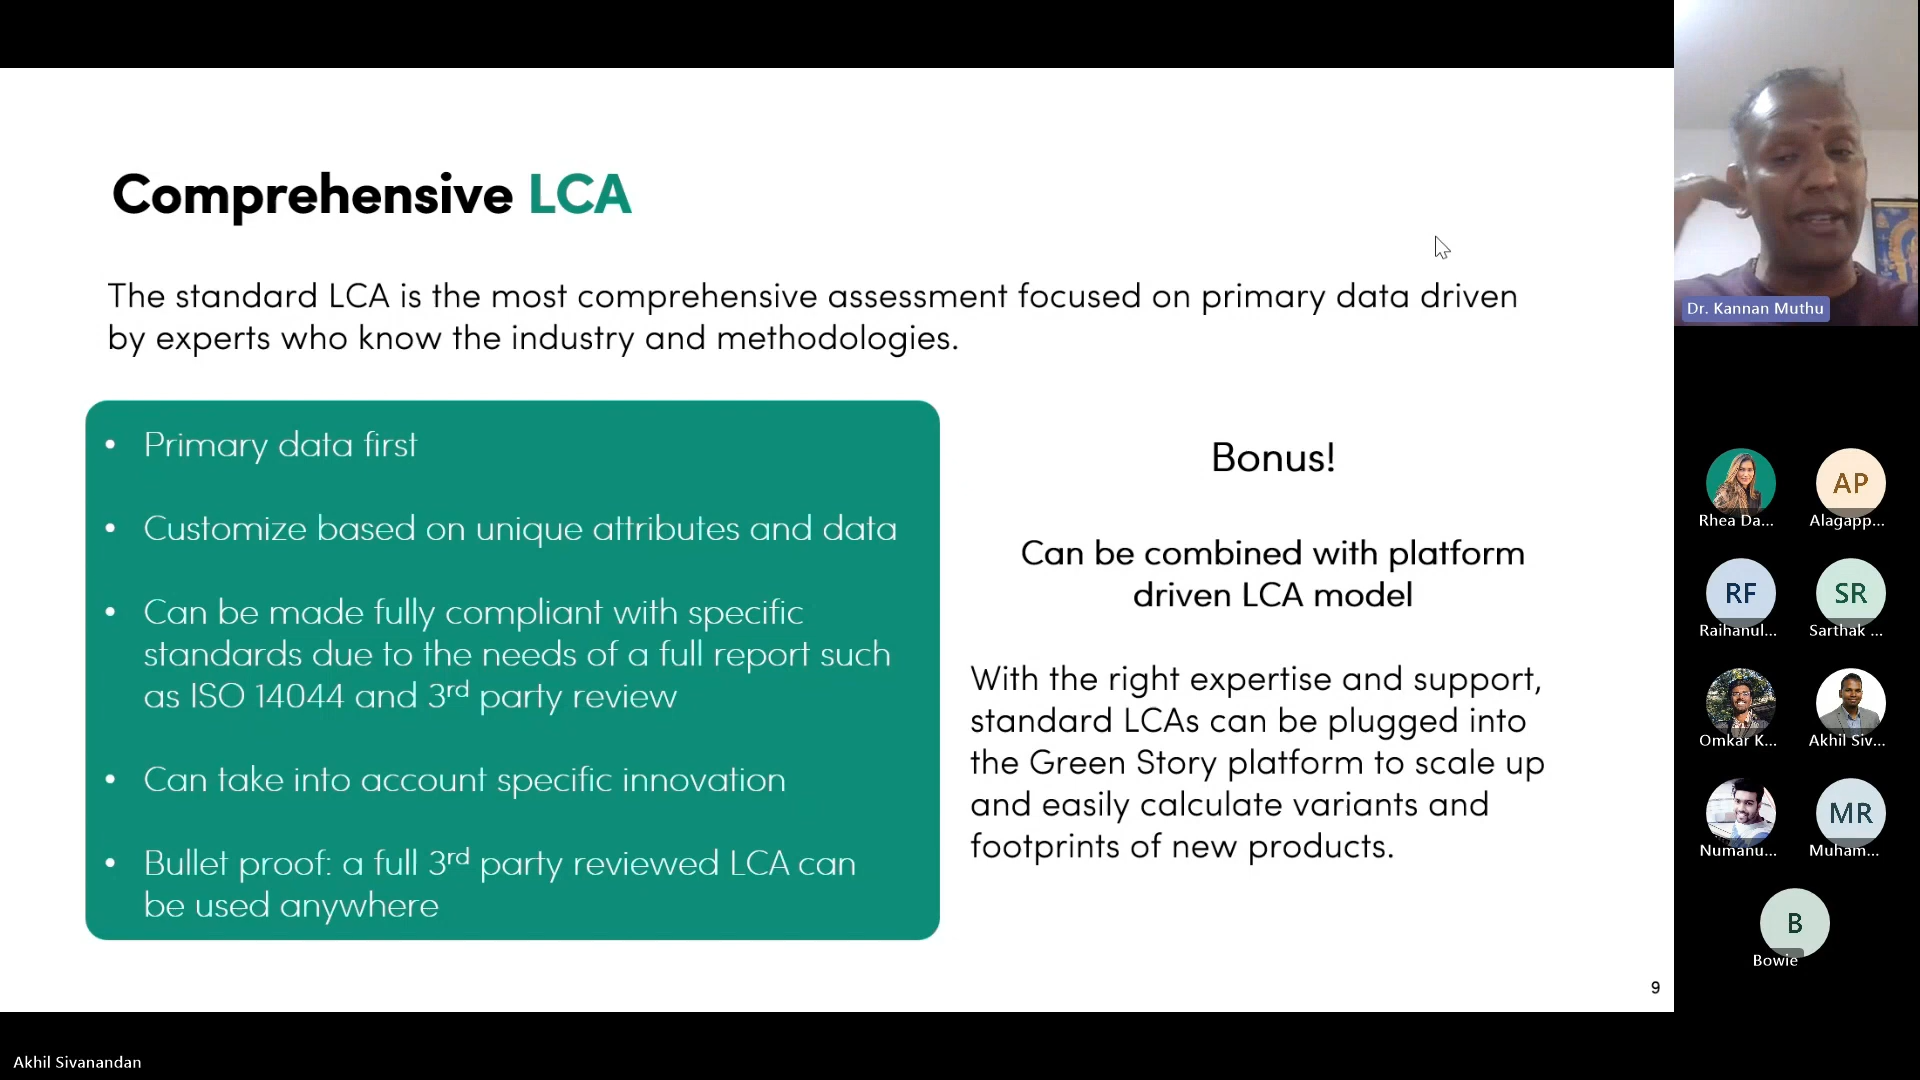 Comprehensive LCA
The standard LCA is the most comprehensive assessment focused on primary data driven
by experts who know the industry and methodologies.
• Primary data first
• Customize based on unique attributes and data
• Can be made fully compliant with specific
standards due to the needs of a full report such
as ISO 14044 and 3rd party review
• Can take into account specific innovation
• Bullet proof: a full 3rd party reviewed LCA can
be used anywhere
Bonus!
Can be combined with platform
driven LCA model
With the right expertise and support,
standard LCAs can be plugged into
the Green Story platform to scale up
and easily calculate variants and
footprints of new products.
9
Akhil Sivanandan
Dr. Kannan Muthu
Rhea Da...
AP
Alagapp...
RF
Raihanul...
SR
Sarthak ...
Omkar K...
Akhil Siv...
Numanu...
MR
Muham...
B
Bowie